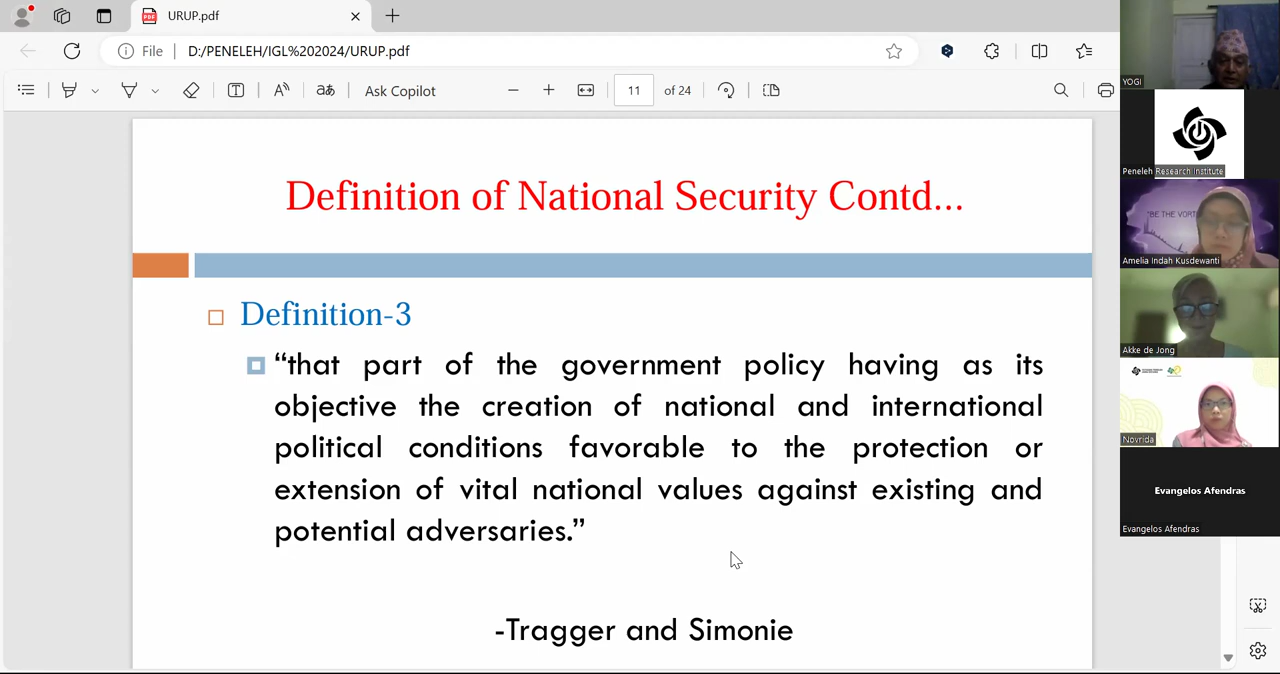 URUP.pdf
File
D:/PENELEH/IGL%202024/URUP.pdf
Ask Copilot
11 of 24
Definition of National Security Contd...
Definition-3
“that part of the government policy having as its
objective the creation of national and international
political conditions favorable to the protection or
extension of vital national values against existing and
potential adversaries.”
-Tragger and Simonie
YOGI
Peneleh Research Institute
"BE THE VORT
Amelia Indah Kusdewanti
Akke de Jong
Novrida
Evangelos Afendras
Evangelos Afendras